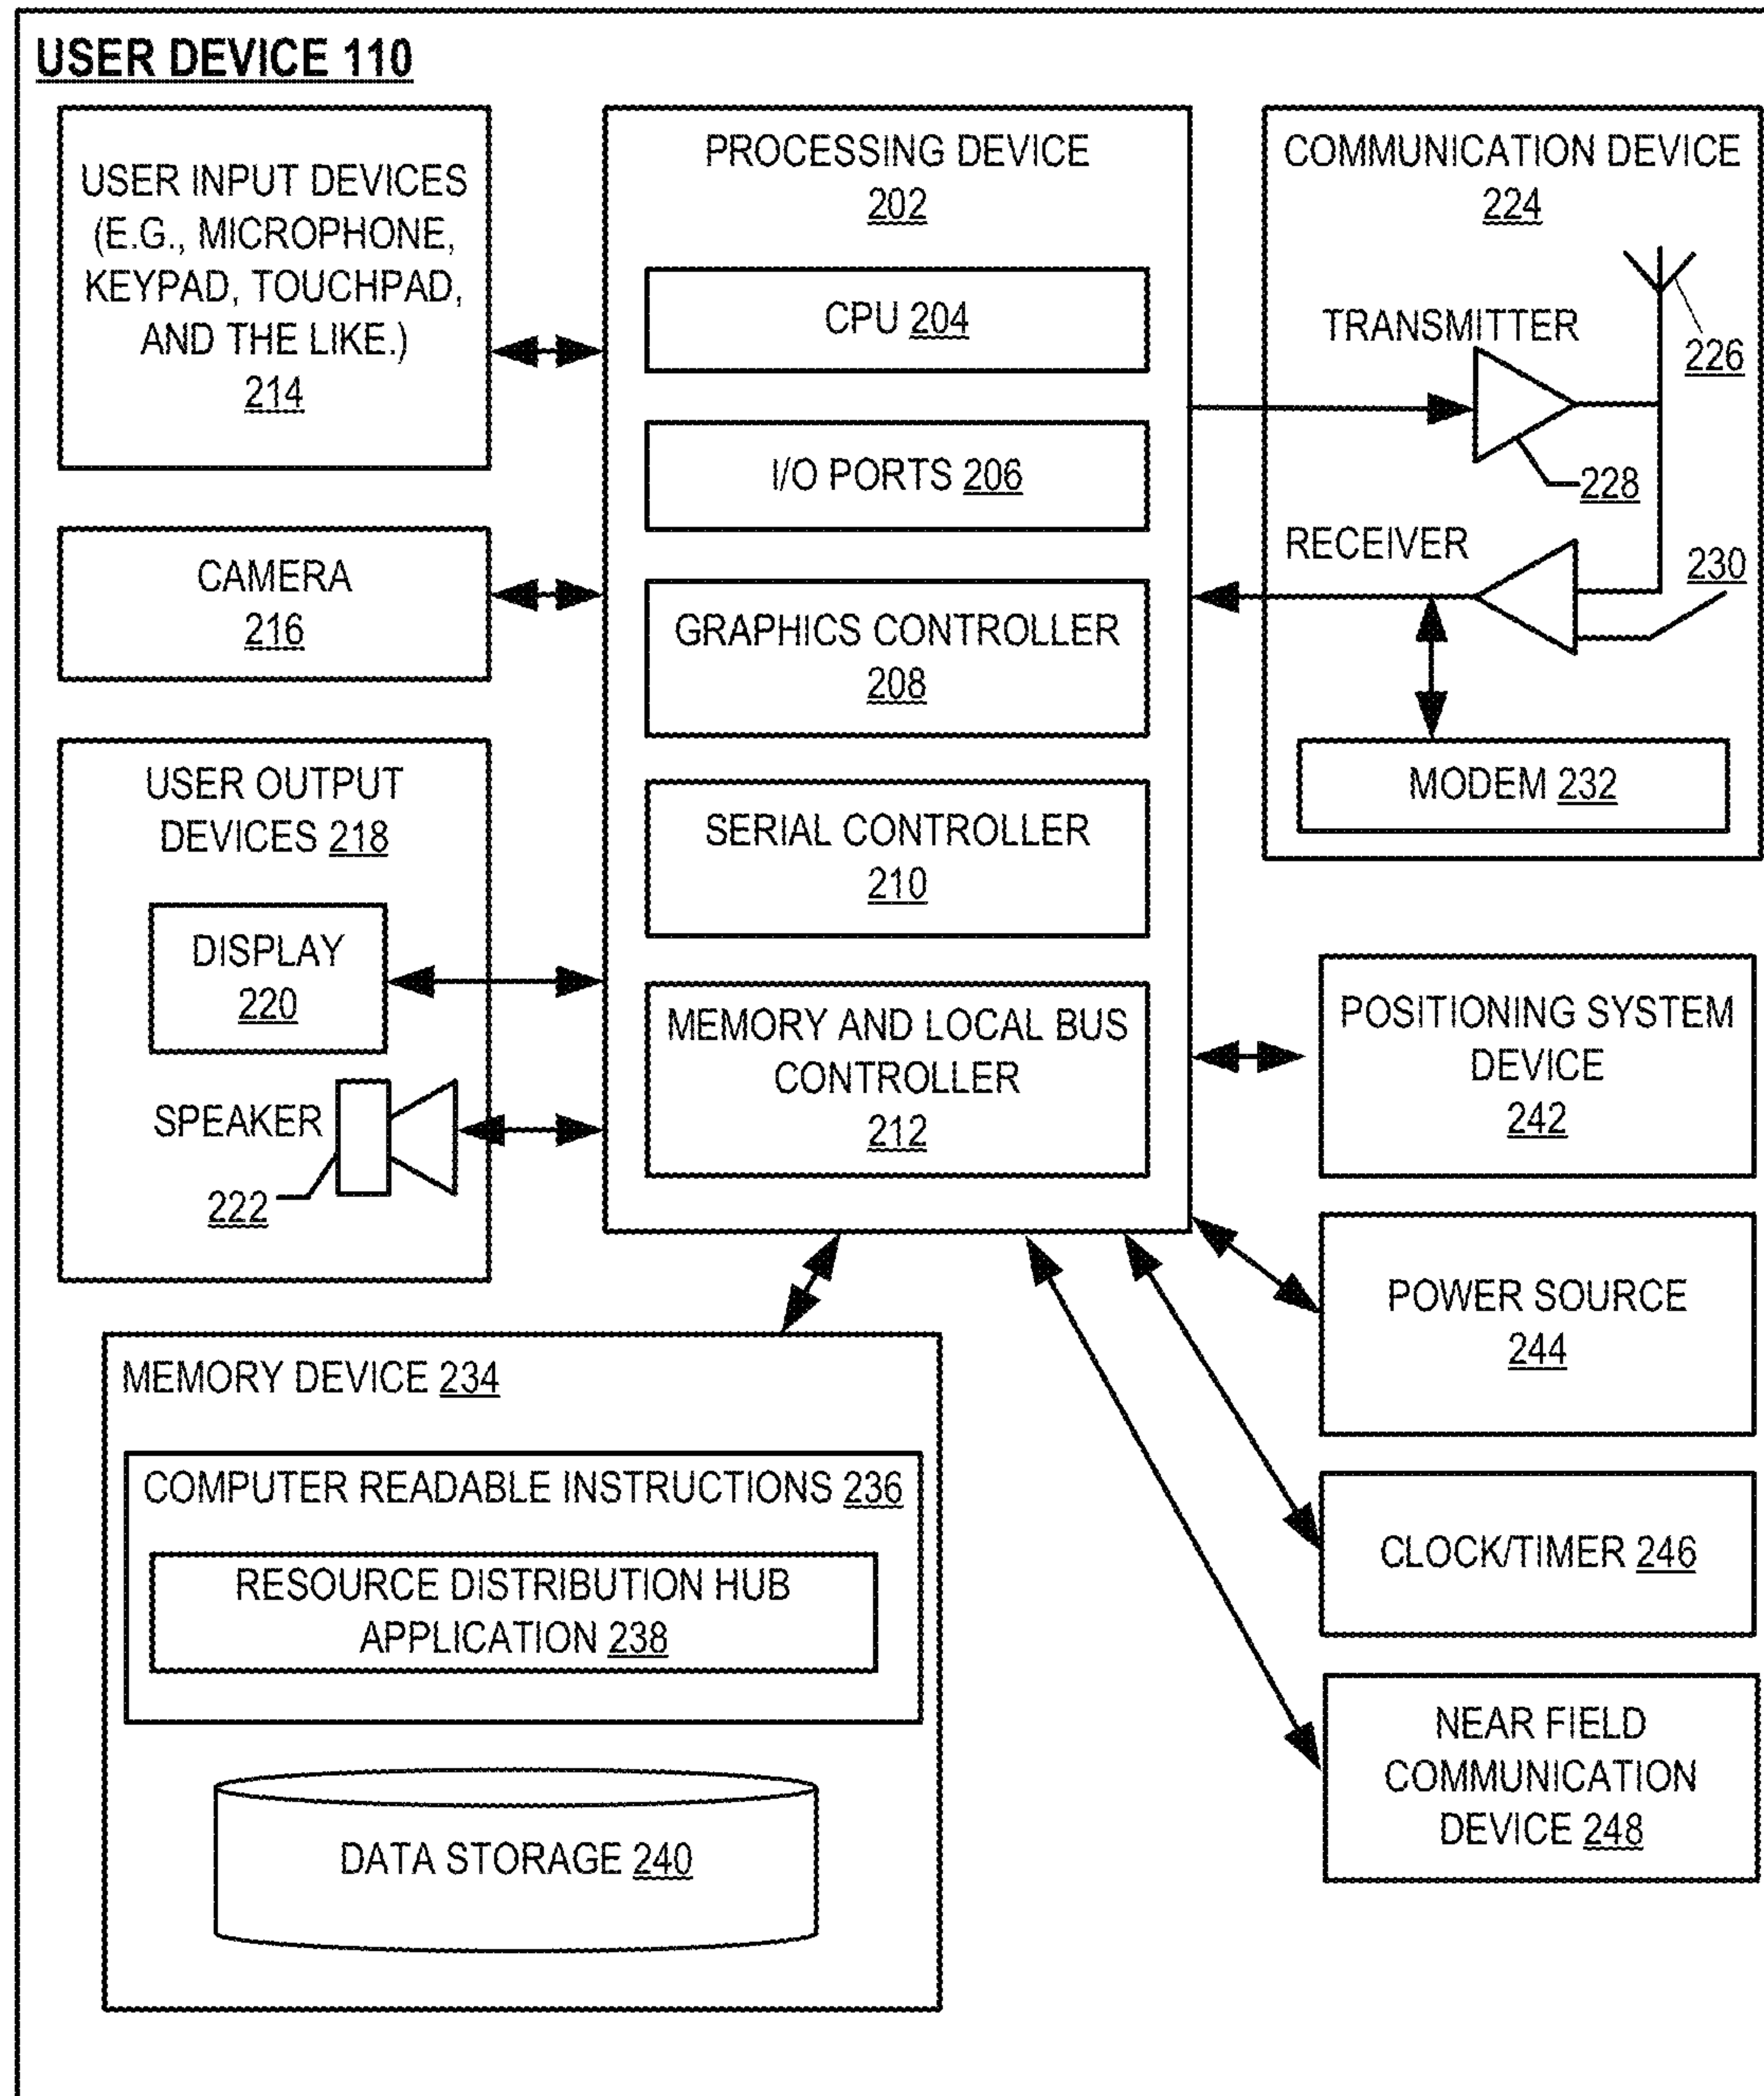 USER DEVICE 110
USER INPUT DEVICES
(E.G., MICROPHONE,
KEYPAD, TOUCHPAD,
AND THE LIKE.)
214
CAMERA
216
USER OUTPUT
DEVICES 218
DISPLAY
220
SPEAKER
222
PROCESSING DEVICE
202
CPU 204
I/O PORTS 206
GRAPHICS CONTROLLER
208
SERIAL CONTROLLER
210
MEMORY AND LOCAL BUS
CONTROLLER
212
COMMUNICATION DEVICE
224
226
TRANSMITTER
228
RECEIVER
230
MODEM 232
POSITIONING SYSTEM
DEVICE
242
POWER SOURCE
244
CLOCK/TIMER 246
NEAR FIELD
COMMUNICATION
DEVICE 248
MEMORY DEVICE 234
COMPUTER READABLE INSTRUCTIONS 236
RESOURCE DISTRIBUTION HUB
APPLICATION 238
DATA STORAGE 240